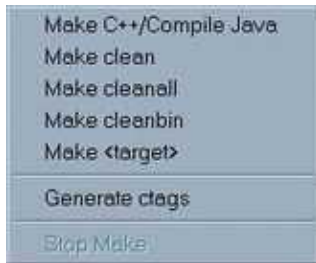 Make C++/Compile Java
Make clean
Make cleanall
Make cleanbin
Make <target>
Generate ctags
Stop Make